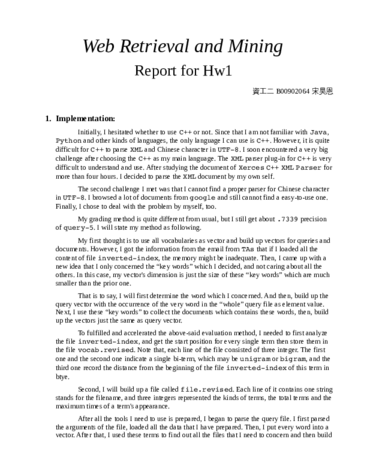 Web Retrieval and Mining
Report for Hw1
資工二 B00902064 宋昊恩
1. Implementation:
Initially, I hesitated whether to use C++ or not. Since that I am not familiar with Java,
Python and other kinds of languages, the only language I can use is C++. However, it is quite
difficult for C++ to parse XML and Chinese character in UTF-8. I soon encountered a very big
challenge after choosing the C++ as my main language. The XML parser plug-in for C++ is very
difficult to understand and use. After studying the document of Xerces C++ XML Parser for
more than four hours. I decided to parse the XML document by my own self.
The second challenge I met was that I cannot find a proper parser for Chinese character
in UTF-8. I browsed a lot of documents from google and still cannot find a easy-to-use one.
Finally, I chose to deal with the problem by myself, too.
My grading method is quite different from usual, but I still get about .7339 precision
of query-5. I will state my method as following.
My first thought is to use all vocabularies as vector and build up vectors for queries and
documents. However, I got the information from the email from TAs that if I loaded all the
context of file inverted-index, the memory might be inadequate. Then, I came up with a
new idea that I only concerned the "key words" which I decided, and not caring about all the
others. In this case, my vector's dimension is just the size of these "key words" which are much
smaller than the prior one.
That is to say, I will first determine the word which I concerned. And then, build up the
query vector with the occurrence of the very word in the "whole" query file as element value.
Next, I use these "key words" to collect the documents which contains these words, then, build
up the vectors just the same as query vector.
To fulfilled and accelerated the above-said evaluation method, I needed to first analyze
the file inverted-index, and get the start position for every single term then store them in
the file vocab.revised. Note that, each line of the file consisted of three integer. The first
one and the second one indicate a single bi-term, which may be unigram or bigram, and the
third one record the distance from the beginning of the file inverted-index of this term in
btye.
Second, I will build up a file called file.revised. Each line of it contains one string
stands for the filename, and three integers represented the kinds of terms, the total terms and the
maximum times of a term's appearance.
After all the tools I need to use is prepared, I began to parse the query file. I first parsed
the arguments of the file, loaded all the data that I have prepared. Then, I put every word into a
vector. After that, I used these terms to find out all the files that I need to concern and then build